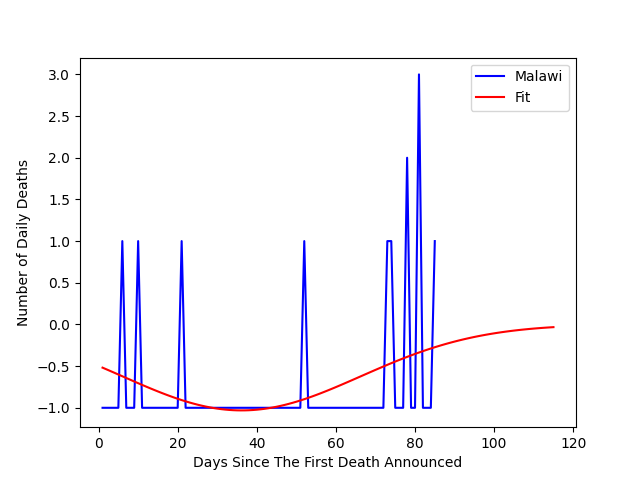 Malawi
Fit
Number of Daily Deaths
3.0
2.5
2.0
1.5
1.0
0.5
0.0
−0.5
−1.0
0 20 40 60 80 100 120
Days Since The First Death Announced